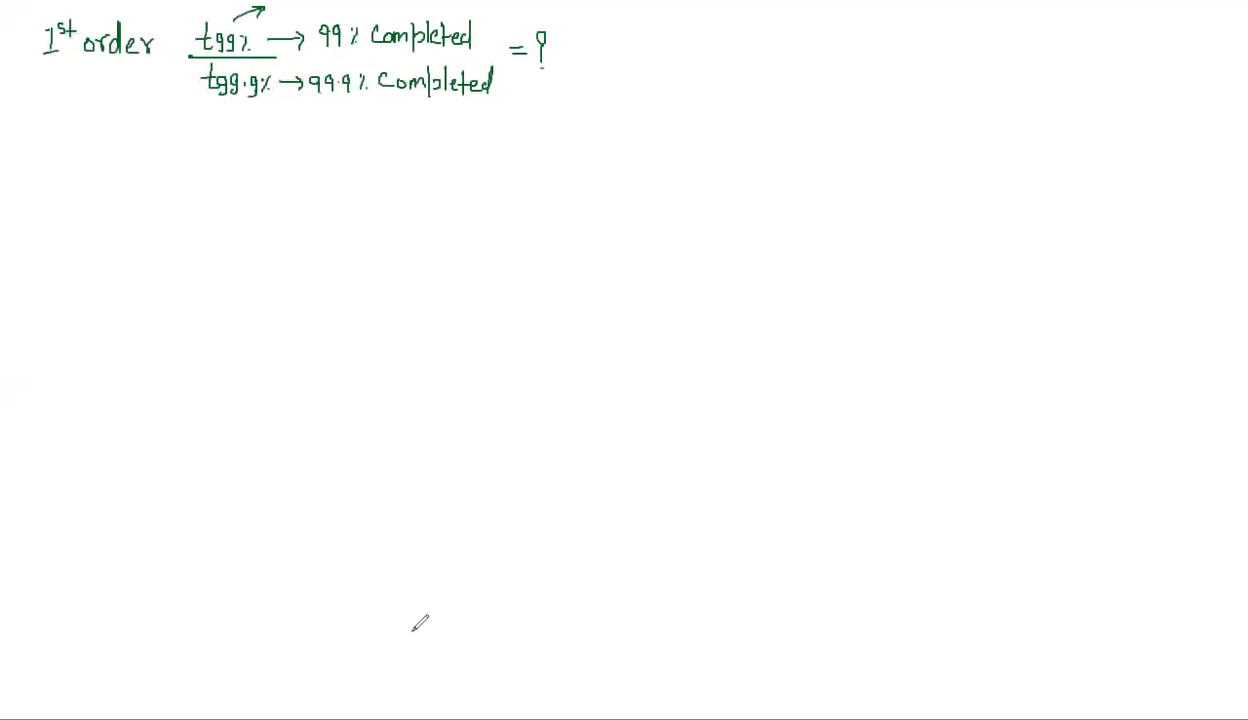 1st order t99% → 99% Completed = ?
t99.9% → 99.9% Completed